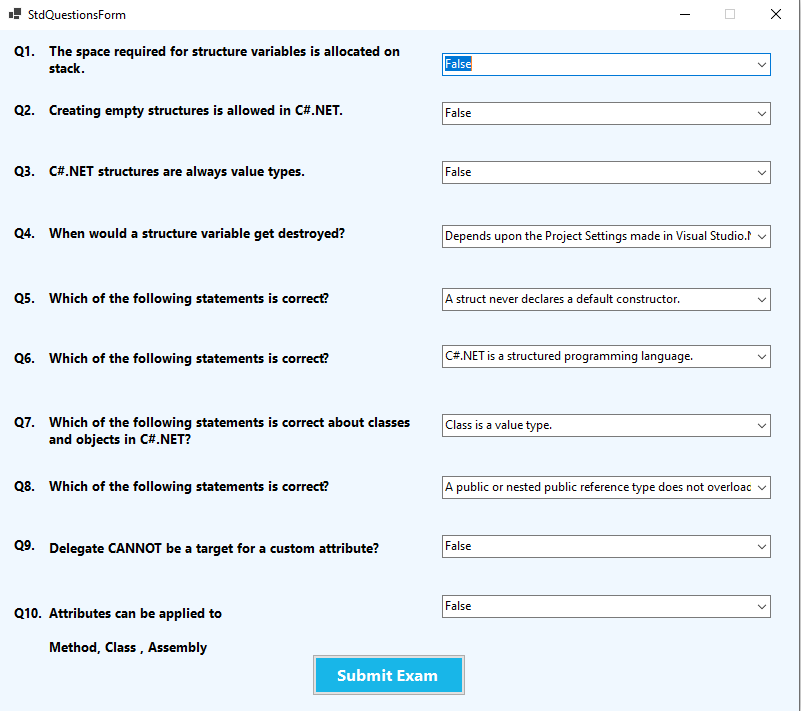 StdQuestionsForm
Q1. The space required for structure variables is allocated on
stack.
False
Q2. Creating empty structures is allowed in C#.NET.
False
Q3. C#.NET structures are always value types.
False
Q4. When would a structure variable get destroyed?
Depends upon the Project Settings made in Visual Studio.N
Q5. Which of the following statements is correct?
A struct never declares a default constructor.
Q6. Which of the following statements is correct?
C#.NET is a structured programming language.
Q7. Which of the following statements is correct about classes
and objects in C#.NET?
Class is a value type.
Q8. Which of the following statements is correct?
A public or nested public reference type does not overload
Q9. Delegate CANNOT be a target for a custom attribute?
False
Q10. Attributes can be applied to
False
Method, Class , Assembly
Submit Exam